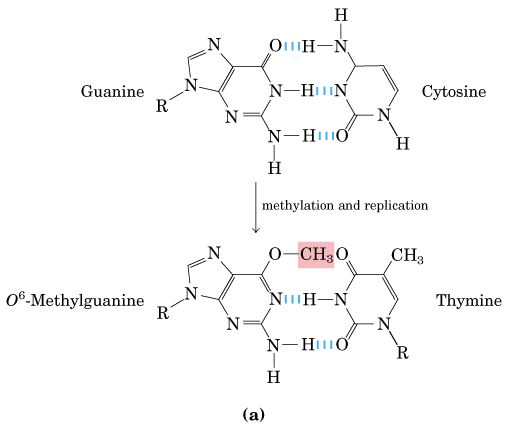 H
N O H N
Guanine N N H N Cytosine
R N N O N
H H
H
methylation and replication
N O CH₃ O CH₃
O⁶-Methylguanine N N H N Thymine
R N N H O N
H R
(a)